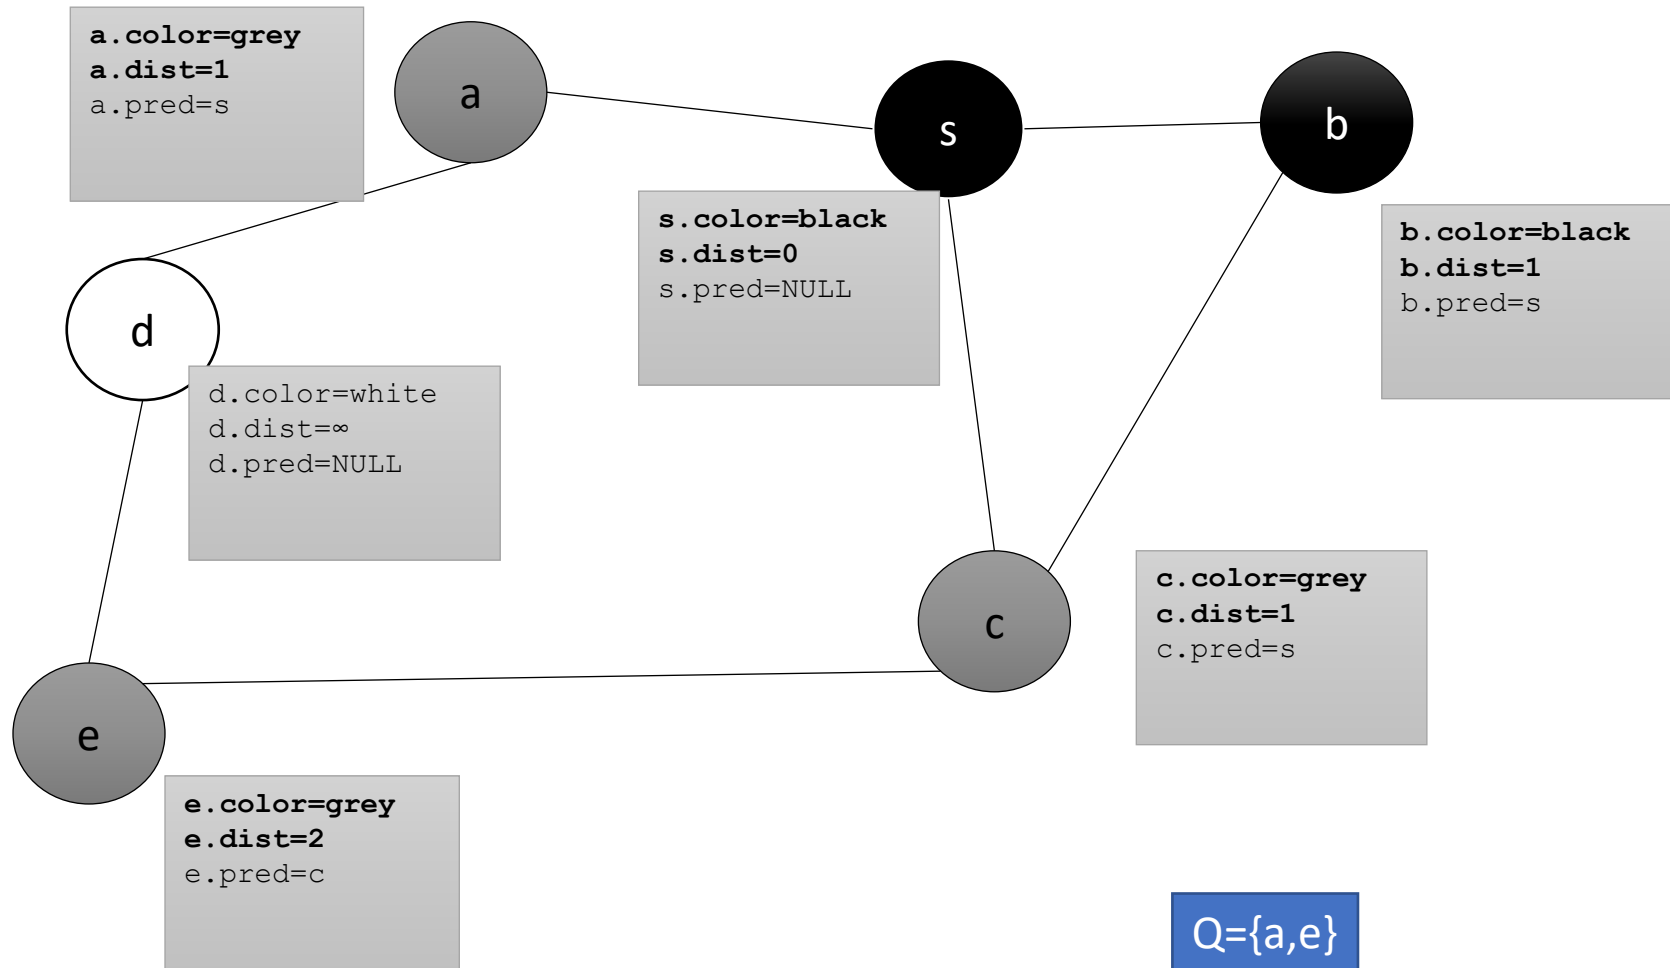 a.color=grey
a.dist=1
a.pred=s
a
s
b
s.color=black
s.dist=0
s.pred=NULL
b.color=black
b.dist=1
b.pred=s
d
d.color=white
d.dist=∞
d.pred=NULL
c
c.color=grey
c.dist=1
c.pred=s
e
e.color=grey
e.dist=2
e.pred=c
Q={a,e}